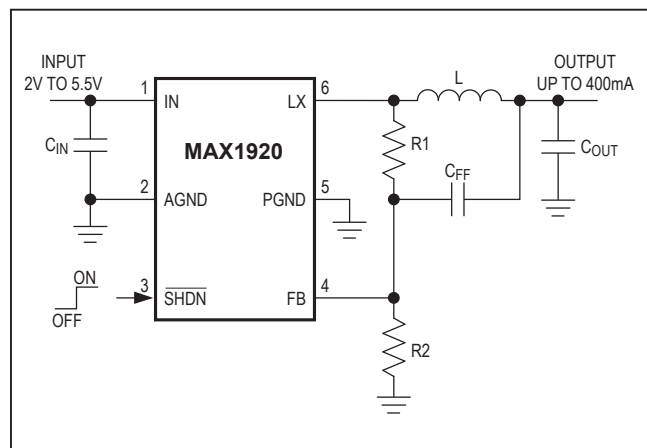 INPUT
2V TO 5.5V
OUTPUT
UP TO 400mA
1
IN
LX
6
L
CIN
MAX1920
R1
CFF
COUT
2
AGND
PGND
5
ON
OFF
3
SHDN
FB
4
R2